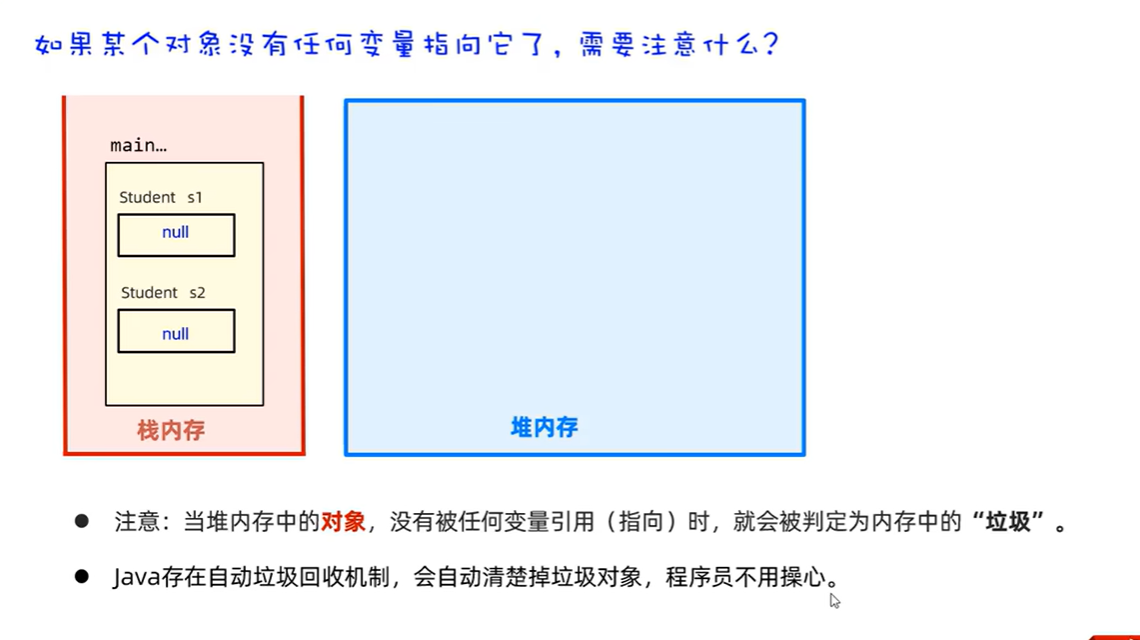 如果某个对象没有任何变量指向它了，需要注意什么？
main…
Student s1
null
Student s2
null
栈内存
堆内存
● 注意：当堆内存中的对象，没有被任何变量引用（指向）时，就会被判定为内存中的“垃圾”。
● Java存在自动垃圾回收机制，会自动清楚掉垃圾对象，程序员不用操心。